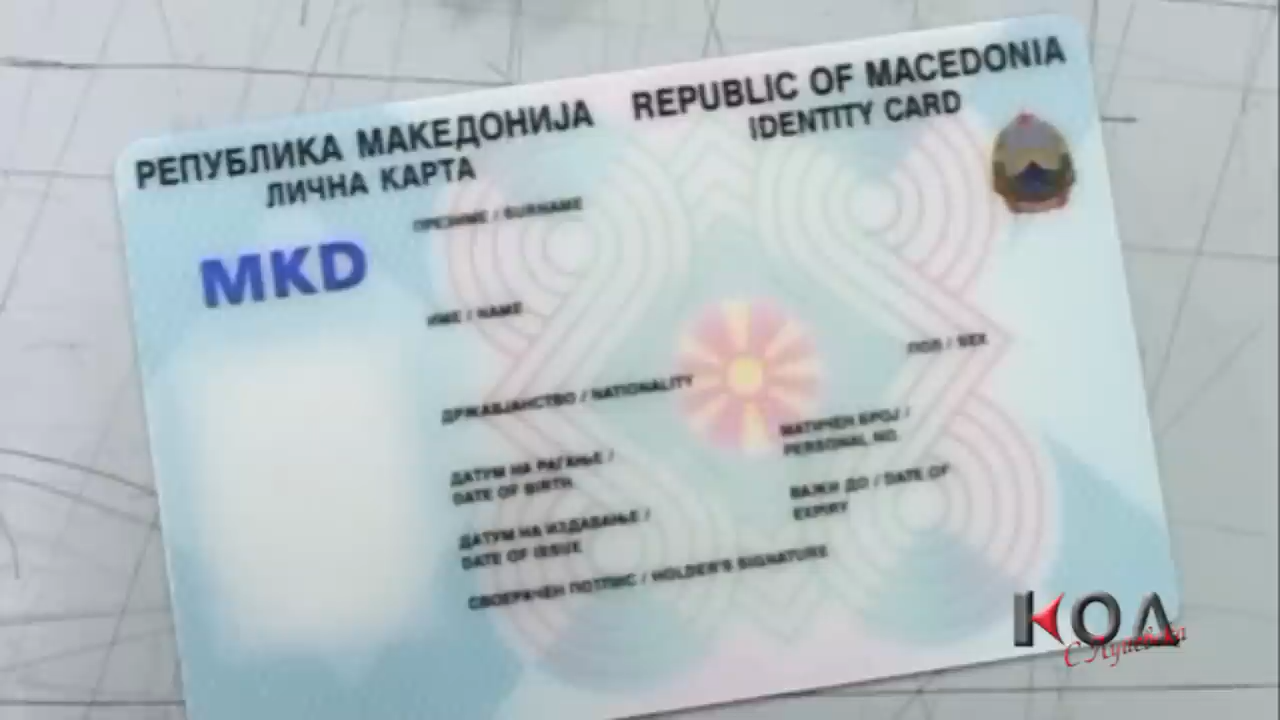 РЕПУБЛИКА МАКЕДОНИЈА
REPUBLIC OF MACEDONIA
ЛИЧНА КАРТА
IDENTITY CARD
MKD
ПРЕЗИМЕ / SURNAME
ИМЕ / NAME
ПОЛ / SEX
ДРЖАВЈАНСТВО / NATIONALITY
МАТИЧЕН БРОЈ /
PERSONAL NO.
ДАТУМ НА РАЃАЊЕ /
DATE OF BIRTH
ВАЖИ ДО / DATE OF
EXPIRY
ДАТУМ НА ИЗДАВАЊЕ /
DATE OF ISSUE
СВОЕРАЧЕН ПОТПИС / HOLDER'S SIGNATURE
КОД